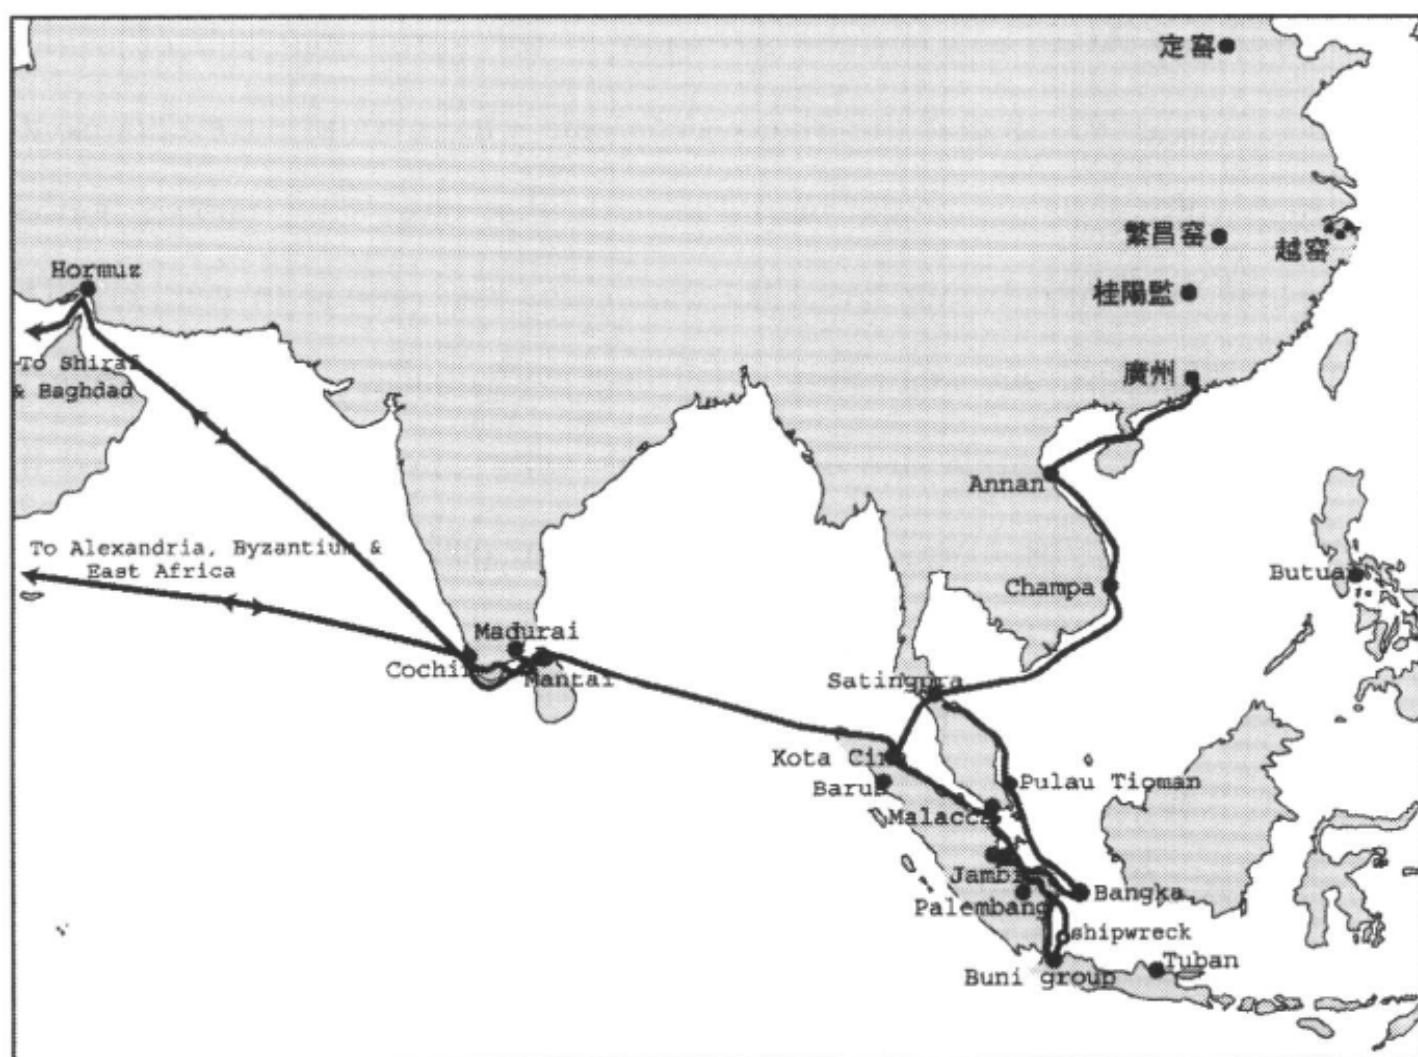 定窑
繁昌窑
越窑
Hormuz
桂陽監
To Shiraf
& Baghdad
廣州
Annan
To Alexandria, Byzantium &
East Africa
Champa
Butuan
Madurai
Cochin
Mantai
Satingpra
Kota Cina
Barus
Pulau Tioman
Malacca
Jambi
Bangka
Palembang
shipwreck
Tuban
Buni group